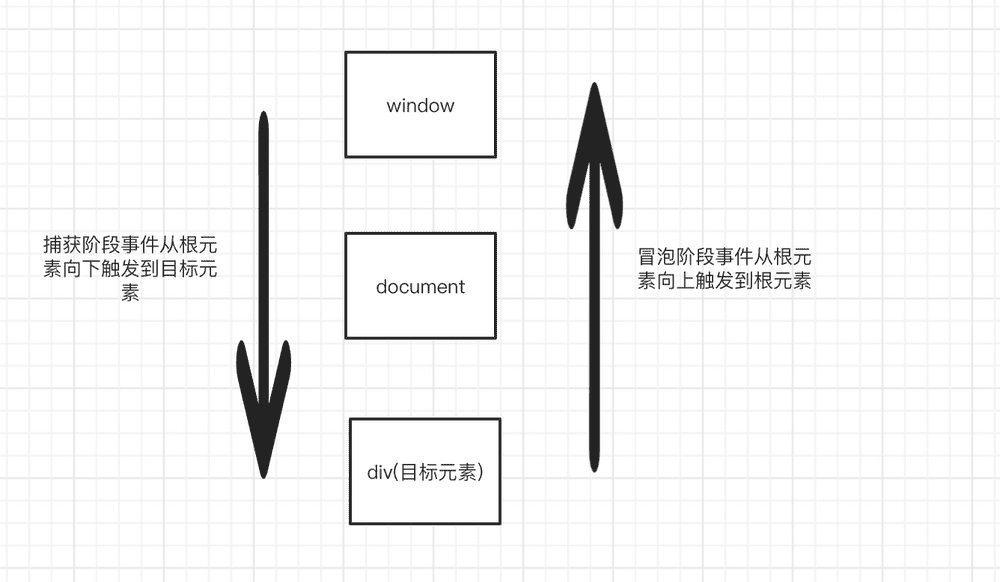 window
捕获阶段事件从根元
素向下触发到目标元
素
document
冒泡阶段事件从根元
素向上触发到根元素
div(目标元素)